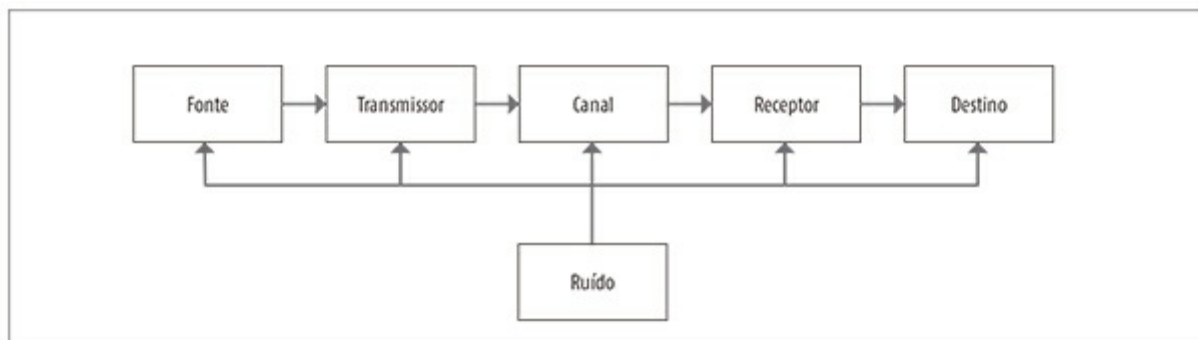 Fonte
Transmissor
Canal
Receptor
Destino
Ruído